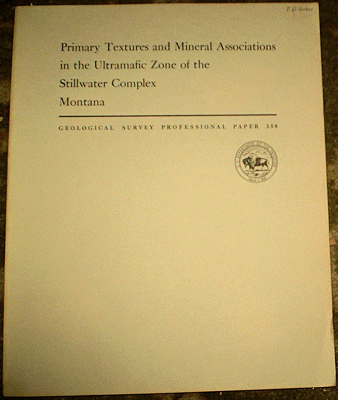 Primary Textures and Mineral Associations
in the Ultramafic Zone of the
Stillwater Complex
Montana
GEOLOGICAL SURVEY PROFESSIONAL PAPER 358